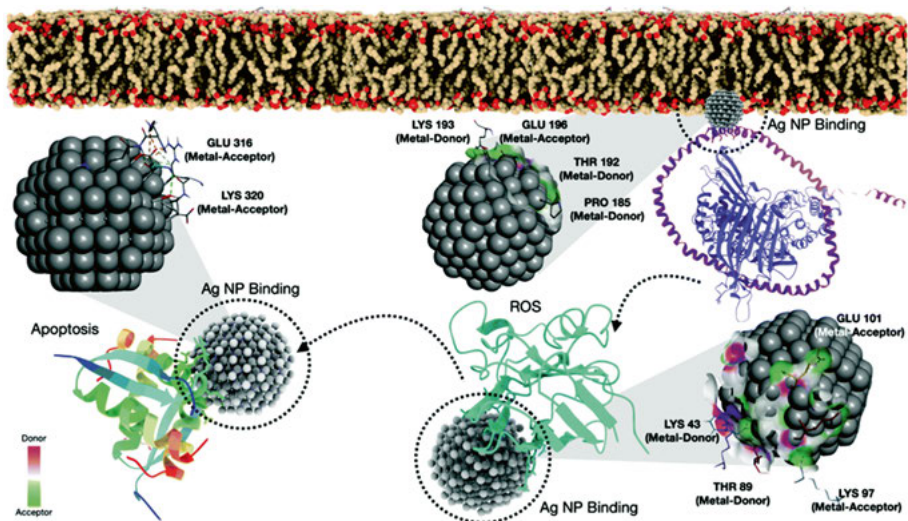 GLU 316
(Metal-Acceptor)
LYS 320
(Metal-Acceptor)
LYS 193
(Metal-Donor)
GLU 196
(Metal-Acceptor)
THR 192
(Metal-Donor)
PRO 185
(Metal-Donor)
Ag NP Binding
Ag NP Binding
Apoptosis
ROS
GLU 101
(Metal-Acceptor)
LYS 43
(Metal-Donor)
THR 89
(Metal-Donor)
LYS 97
(Metal-Acceptor)
Ag NP Binding
Donor
Acceptor